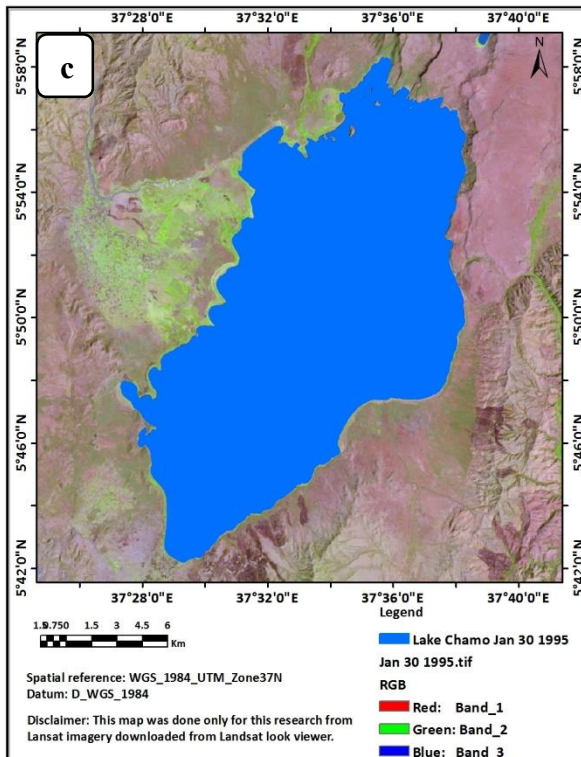 37°28'0"E 37°32'0"E 37°36'0"E 37°40'0"E
c
N
5°58'0"N 5°58'0"N
5°54'0"N 5°54'0"N
5°50'0"N 5°50'0"N
5°46'0"N 5°46'0"N
5°42'0"N 5°42'0"N
37°28'0"E 37°32'0"E 37°36'0"E 37°40'0"E
1.50.750 1.5 3 4.5 6
Km
Spatial reference: WGS_1984_UTM_Zone37N
Datum: D_WGS_1984
Disclaimer: This map was done only for this research from
Lansat imagery downloaded from Landsat look viewer.
Legend
Lake Chamo Jan 30 1995
Jan 30 1995.tif
RGB
Red: Band_1
Green: Band_2
Blue: Band_3